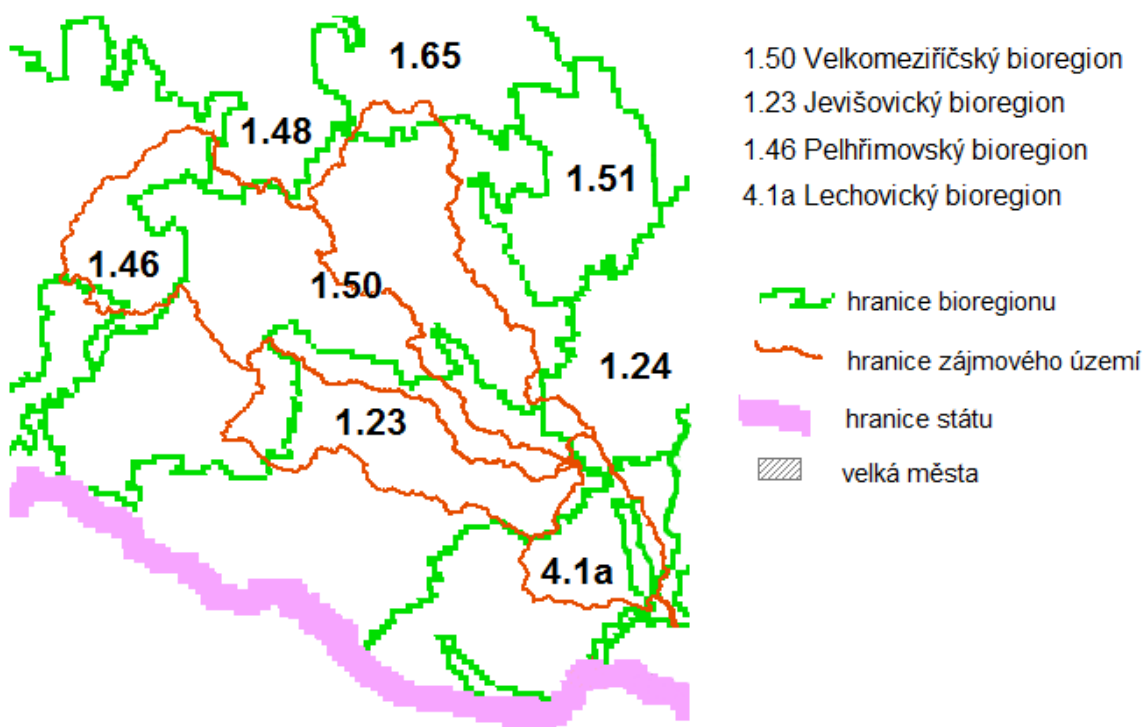 1.65
1.48
1.51
1.46
1.50
1.24
1.23
4.1a
1.50 Velkomeziříčský bioregion
1.23 Jevišovický bioregion
1.46 Pelhřimovský bioregion
4.1a Lechovický bioregion
hranice bioregionu
hranice zájmového území
hranice státu
velká města